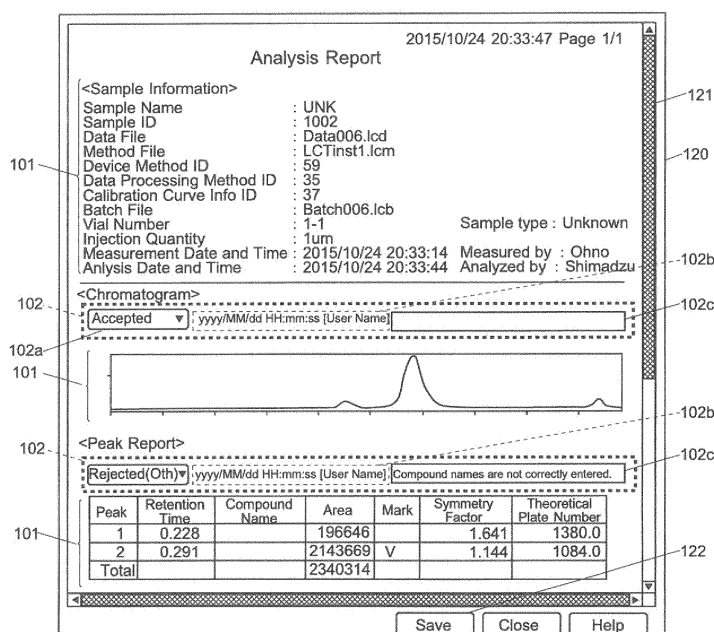 2015/10/24 20:33:47 Page 1/1
Analysis Report
121
<Sample Information>
Sample Name : UNK
Sample ID : 1002
Data File : Data006.lcd
120
Method File : LCTinst1.lcm
101
Device Method ID : 59
Data Processing Method ID : 35
Calibration Curve Info ID : 37
Batch File : Batch006.lcb
Vial Number : 1-1 Sample type : Unknown
Injection Quantity : 1um
Measurement Date and Time : 2015/10/24 20:33:14 Measured by : Ohno
Anlysis Date and Time : 2015/10/24 20:33:44 Analyzed by : Shimadzu
102b
<Chromatogram>
102
102c
Accepted ▼ yyyy/MM/dd HH:mm:ss [User Name]
102a
101
102b
<Peak Report>
102
102c
Rejected(Oth)▼ yyyy/MM/dd HH:mm:ss [User Name] Compound names are not correctly entered.
Peak Retention Time Compound Name Area Mark Symmetry Factor Theoretical Plate Number
101
1 0.228 196646 1.641 1380.0
2 0.291 2143669 V 1.144 1084.0
122
Total 2340314
Save Close Help